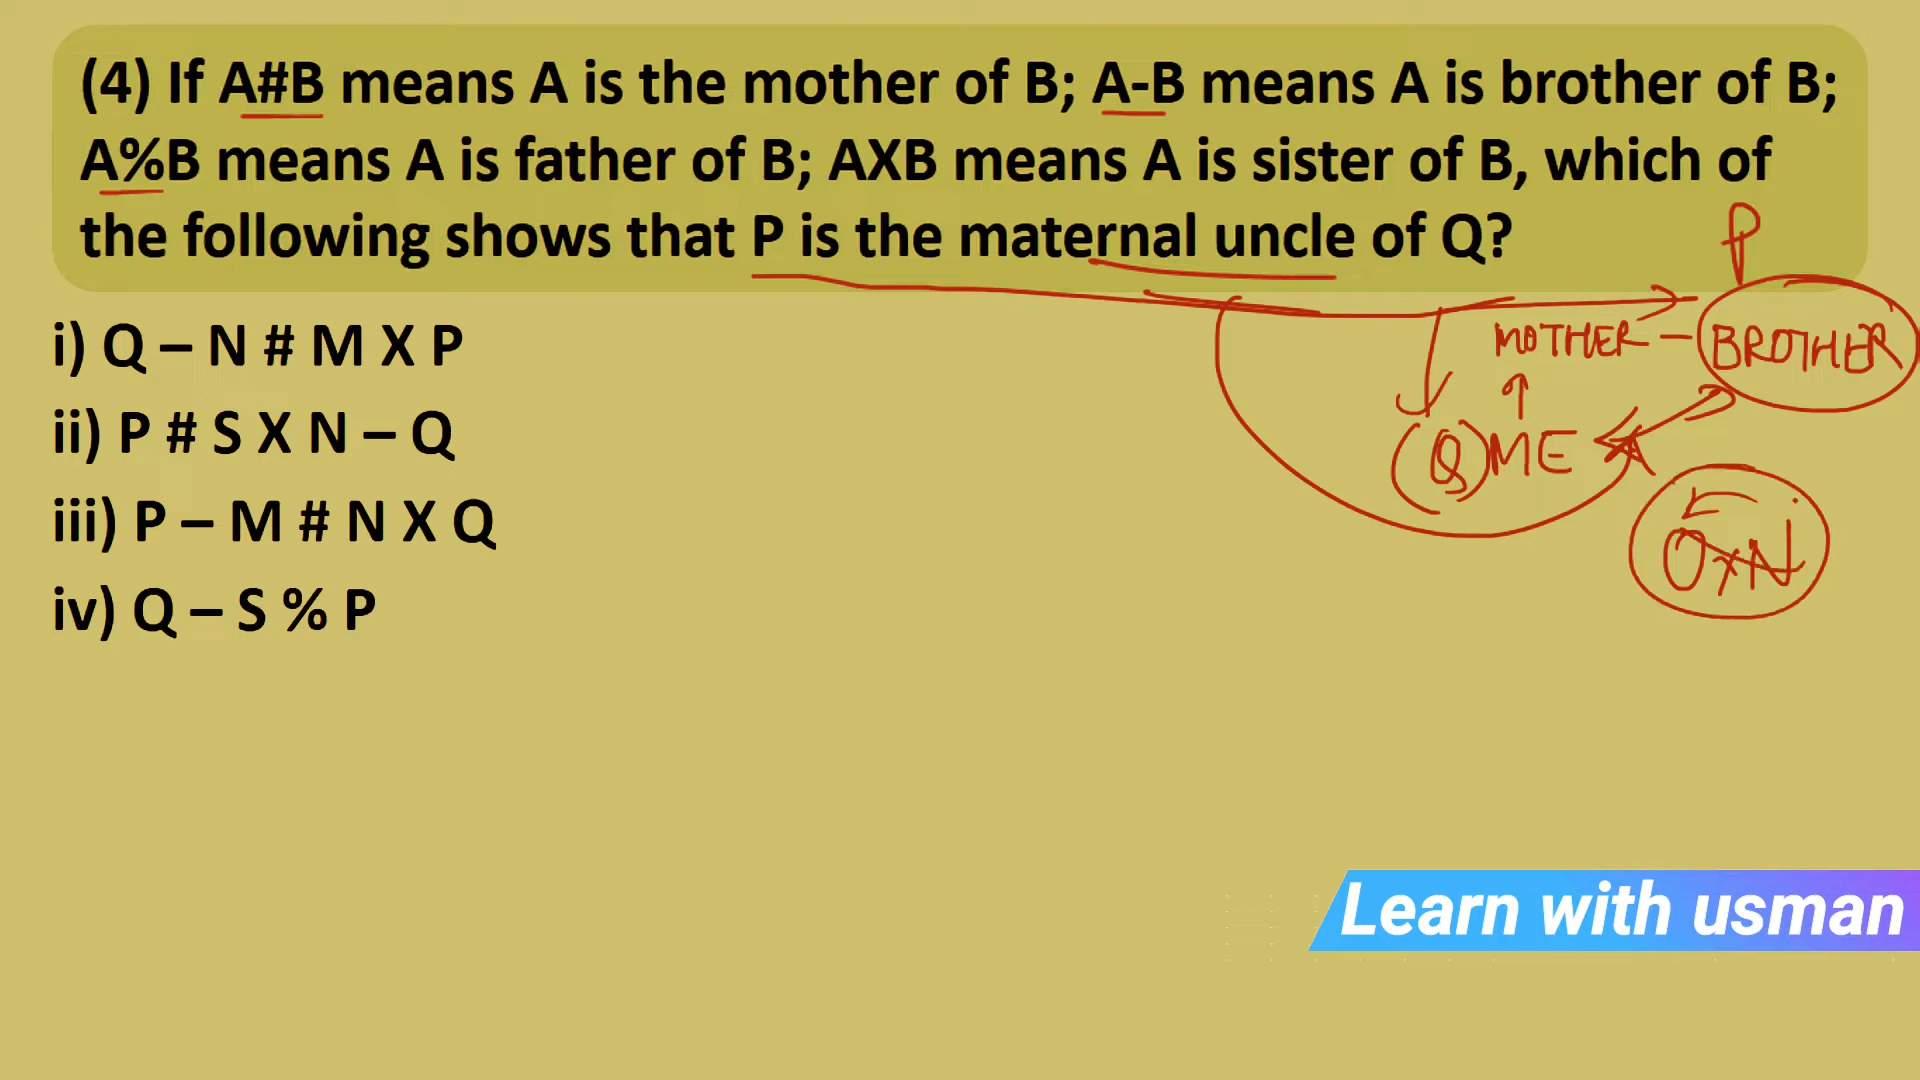 (4) If A#B means A is the mother of B; A-B means A is brother of B;
A%B means A is father of B; AXB means A is sister of B, which of
the following shows that P is the maternal uncle of Q?
P
i) Q – N # M X P
MOTHER – BROTHER
ii) P # S X N – Q
(Q) ME
iii) P – M # N X Q
O x N
iv) Q – S % P
Learn with usman